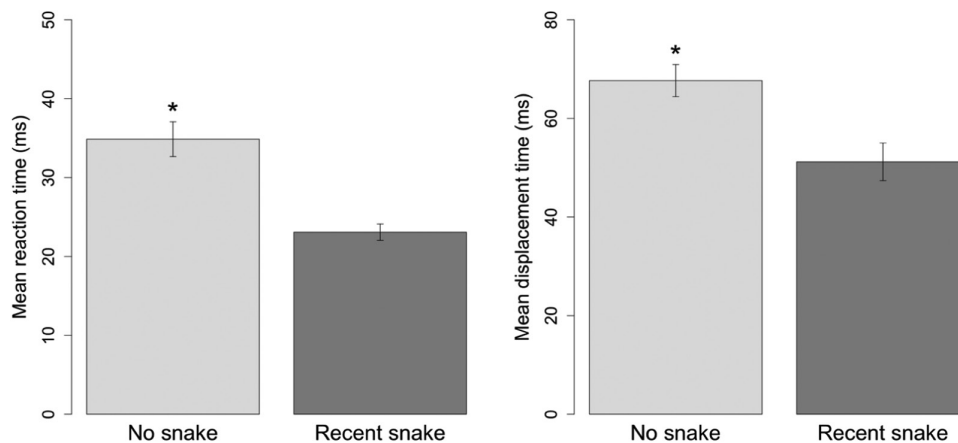 Mean reaction time (ms)
50
40
30
20
10
0
*
No snake
Recent snake
Mean displacement time (ms)
80
60
40
20
0
*
No snake
Recent snake